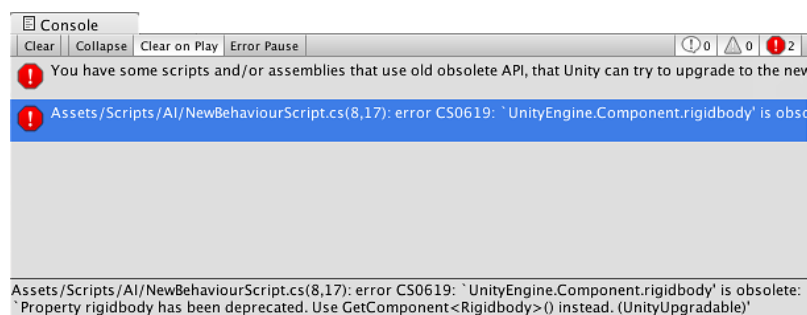 Console
Clear Collapse Clear on Play Error Pause 0 0 2
You have some scripts and/or assemblies that use old obsolete API, that Unity can try to upgrade to the new
Assets/Scripts/AI/NewBehaviourScript.cs(8,17): error CS0619: `UnityEngine.Component.rigidbody' is
Assets/Scripts/AI/NewBehaviourScript.cs(8,17): error CS0619: `UnityEngine.Component.rigidbody' is obsolete:
`Property rigidbody has been deprecated. Use GetComponent<Rigidbody>() instead. (UnityUpgradable)'